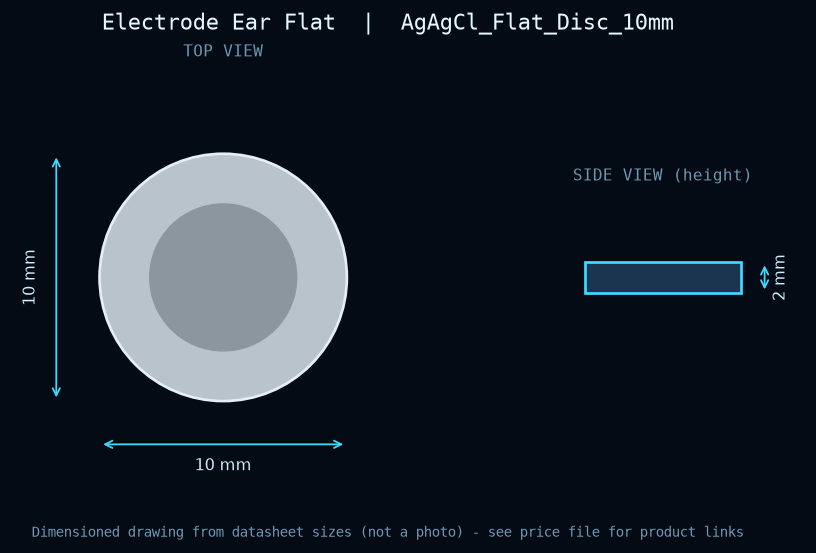 Electrode Ear Flat | AgAgCl_Flat_Disc_10mm
TOP VIEW
SIDE VIEW (height)
10 mm
2 mm
10 mm
Dimensioned drawing from datasheet sizes (not a photo) - see price file for product links